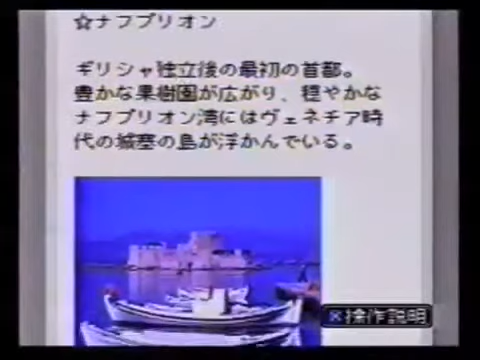 ☆ナフプリオン
ギリシャ独立後の最初の首都。
豊かな果樹園が広がり、穏やかな
ナフプリオン湾にはヴェネチア時
代の城塞の島が浮かんでいる。
※操作説明